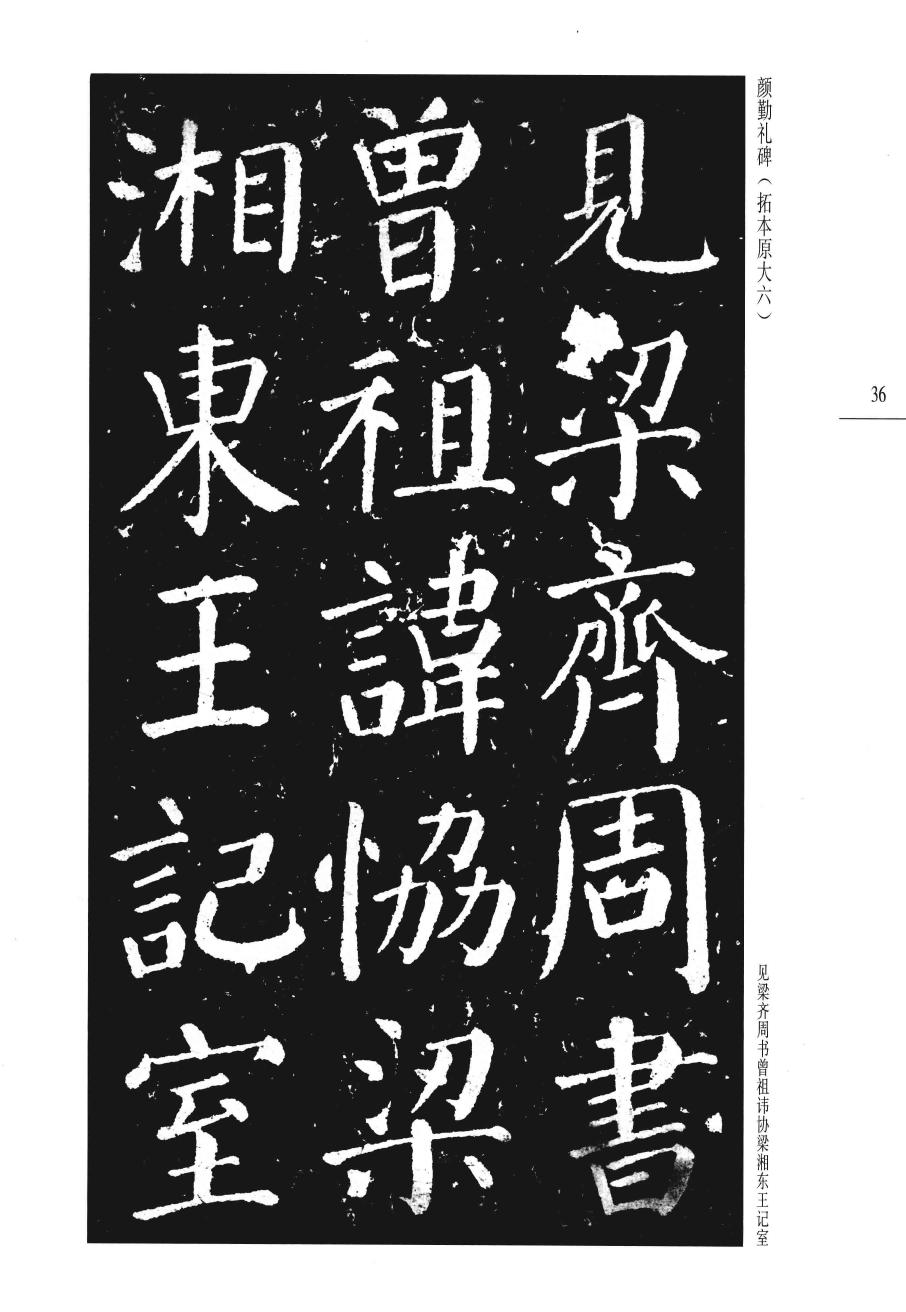 颜勤礼碑（拓本原大六）
36
見梁齊周書
曾祖諱恊梁
湘東王記室
见梁齐周书曾祖讳协梁湘东王记室